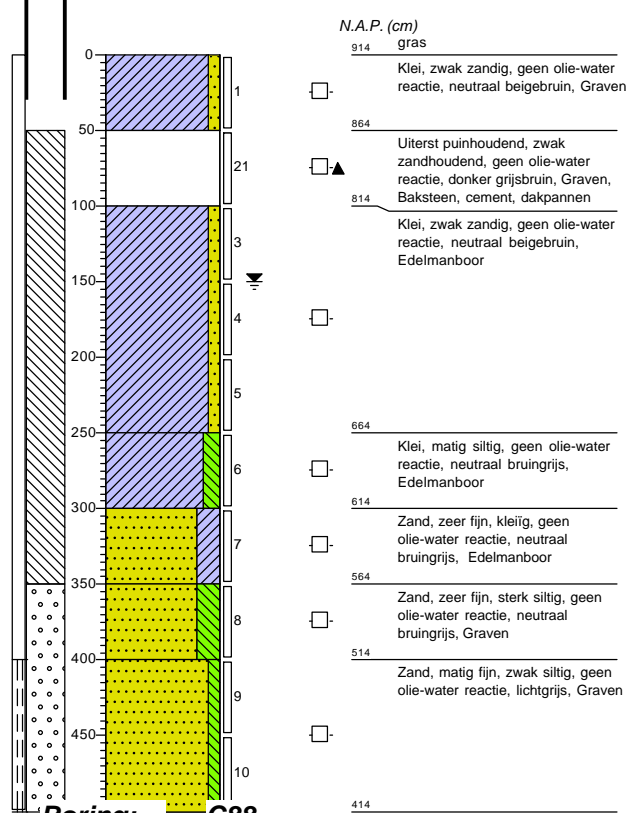 N.A.P. (cm)
914 gras
0
Klei, zwak zandig, geen olie-water
reactie, neutraal beigebruin, Graven
1
50
864
Uiterst puinhoudend, zwak
zandhoudend, geen olie-water
reactie, donker grijsbruin, Graven,
Baksteen, cement, dakpannen
21
100
814
Klei, zwak zandig, geen olie-water
reactie, neutraal beigebruin,
Edelmanboor
3
150
4
200
5
250
664
Klei, matig siltig, geen olie-water
reactie, neutraal bruingrijs,
Edelmanboor
6
300
614
Zand, zeer fijn, kleiïg, geen
olie-water reactie, neutraal
bruingrijs, Edelmanboor
7
350
564
Zand, zeer fijn, sterk siltig, geen
olie-water reactie, neutraal
bruingrijs, Graven
8
400
514
Zand, matig fijn, zwak siltig, geen
olie-water reactie, lichtgrijs, Graven
9
450
10
414